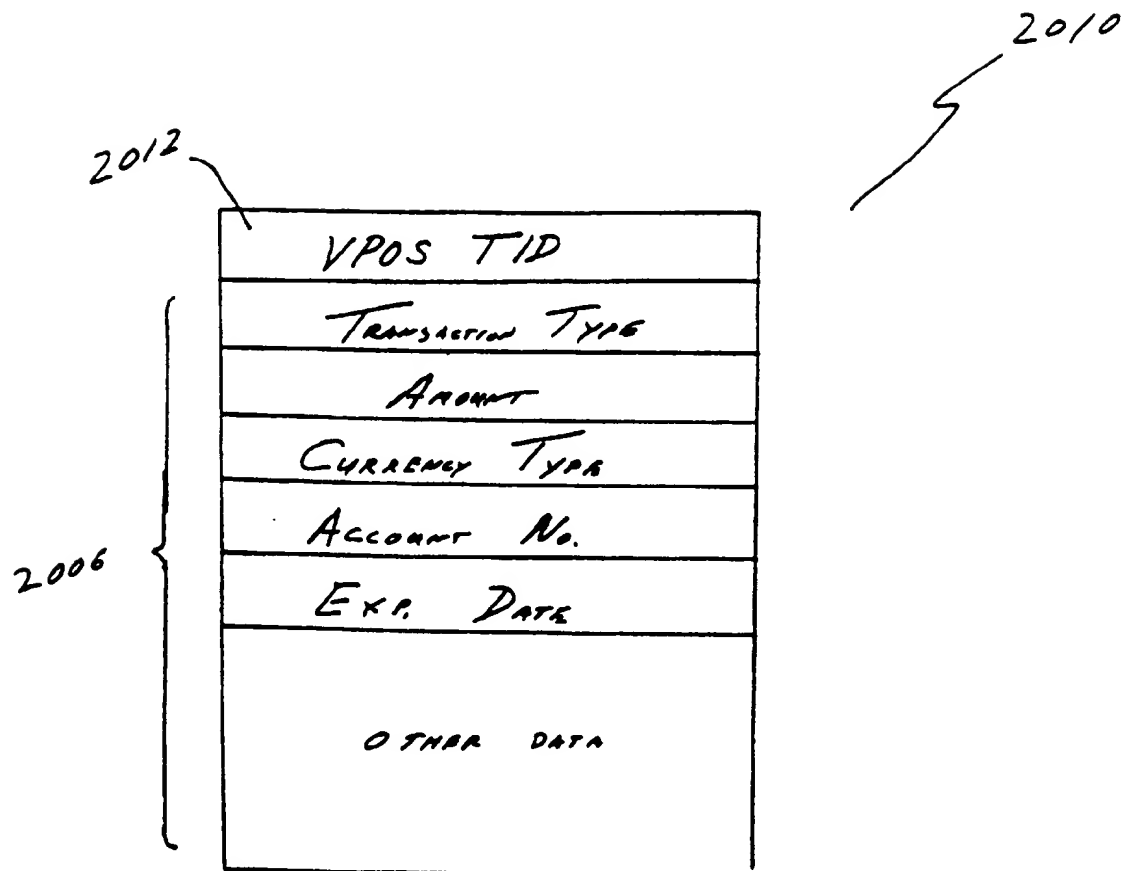 2010
2012
VPOS TID
TRANSACTION TYPE
AMOUNT
CURRENCY TYPE
ACCOUNT NO.
2006
EXP. DATE
OTHER DATA